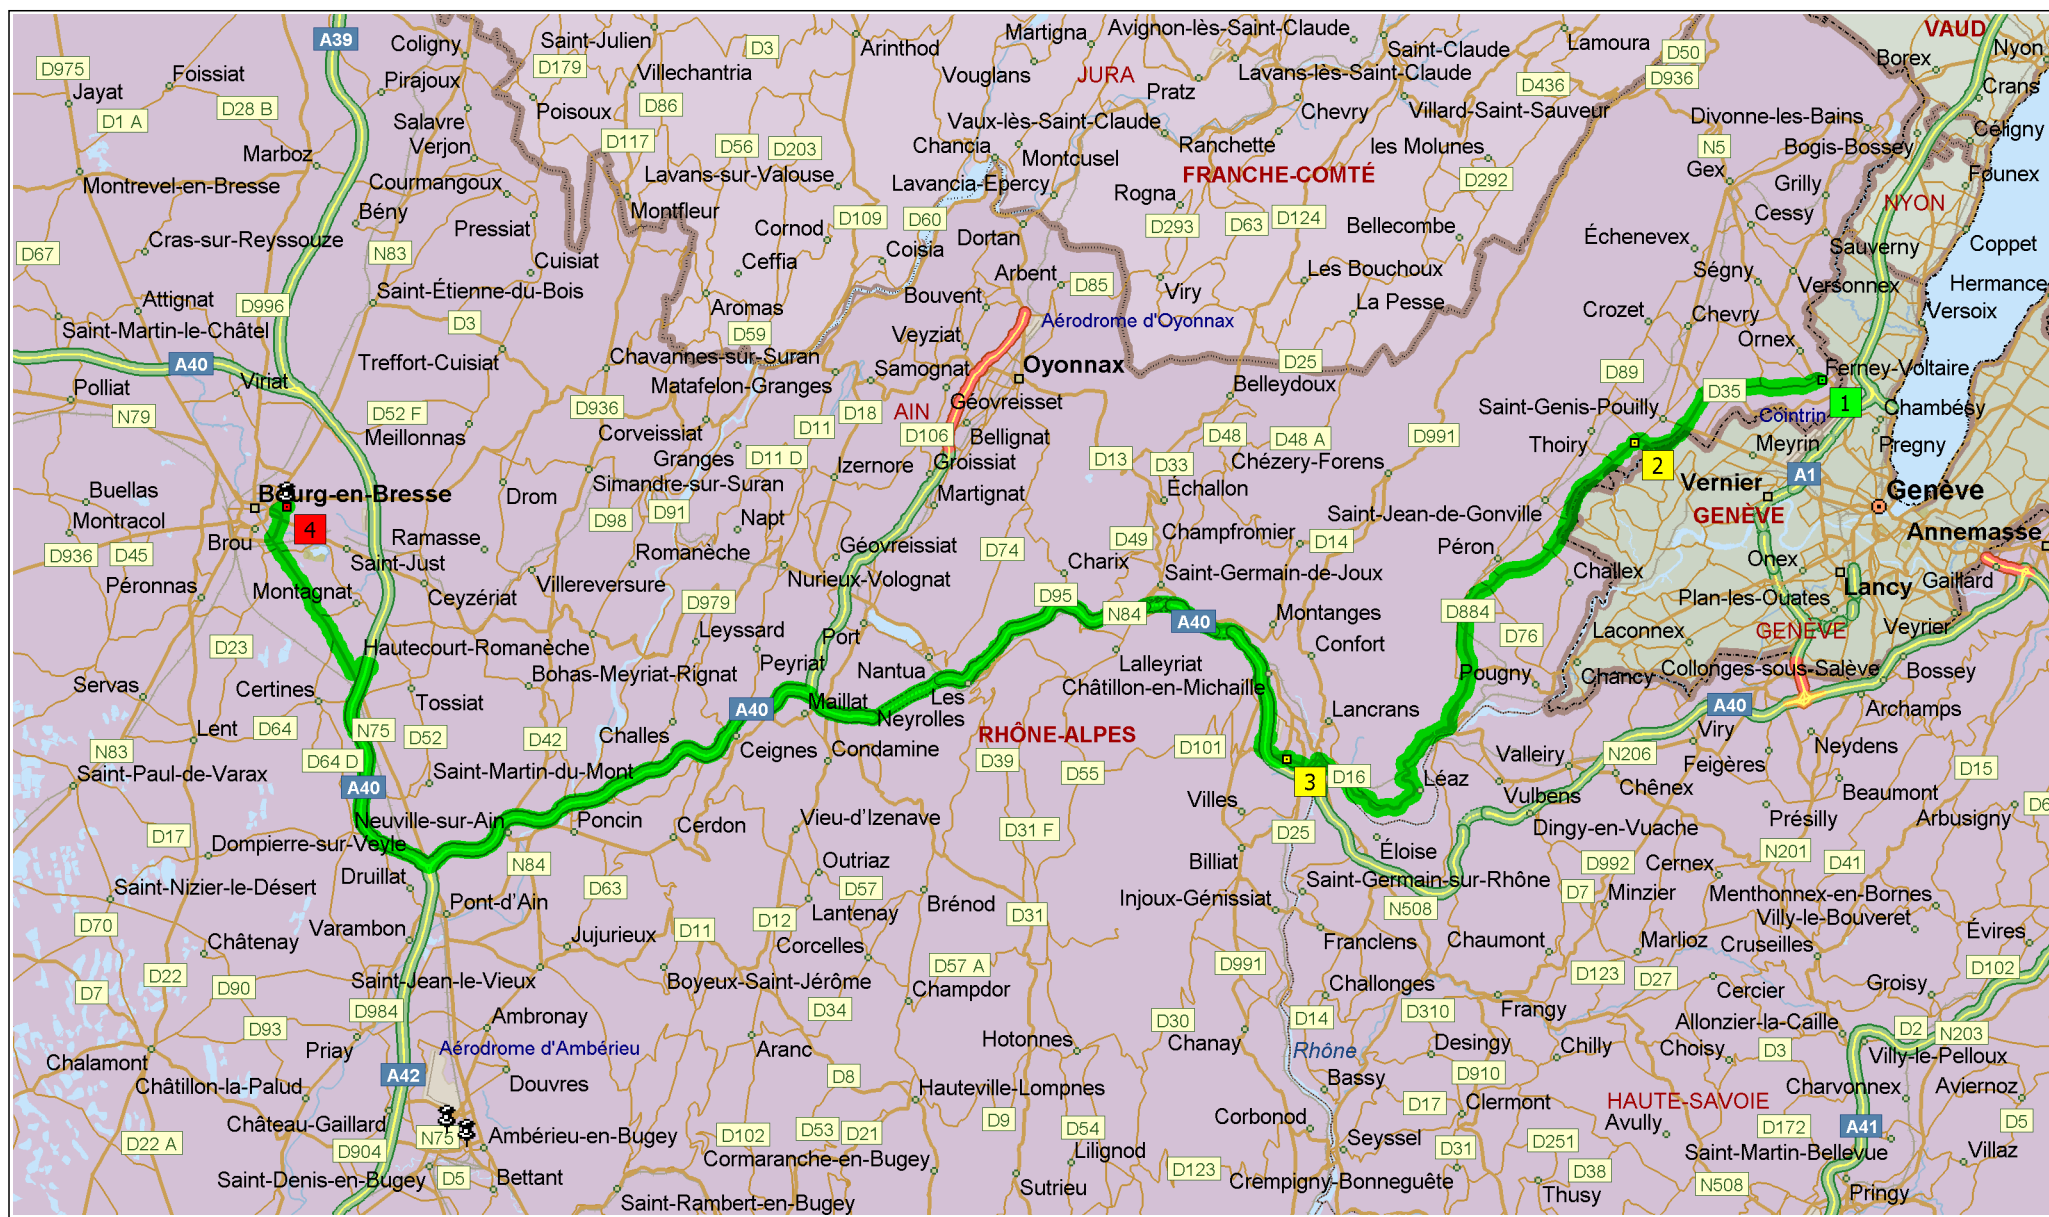 A39
Coligny
Saint-Julien
D3
Arinthod
Martigna
Avignon-lès-Saint-Claude
Saint-Claude
Lamoura
D50
VAUD
Nyon
D975
Foissiat
Pirajoux
D179
Villechantria
Vouglans
JURA
Lavans-lès-Saint-Claude
D436
D936
Borex
Crans
Jayat
D1 A
D28 B
Salavre
Poisoux
D86
Pratz
Chevry
Villard-Saint-Sauveur
Divonne-les-Bains
Céligny
Marboz
Verjon
D117
D56
D203
Chancia
Vaux-lès-Saint-Claude
Montcusel
Ranchette
les Molunes
N5
Bogis-Bossey
Montrevel-en-Bresse
Courmangoux
Lavans-sur-Valouse
Lavancia-Epercy
Rogna
FRANCHE-COMTÉ
D292
Gex
Grilly
Founex
Bény
Pressiat
Montfleur
Cornod
D109
D60
Dortan
D293
D63
D124
Bellecombe
Cessy
NYON
D67
Cras-sur-Reyssouze
N83
Cuisiat
Ceffia
Coisia
Arbent
D85
Viry
Les Bouchoux
Échenevex
Ségny
Sauverny
Coppet
Attignat
D996
Saint-Étienne-du-Bois
Aromas
Bouvent
La Pesse
Crozet
Chevry
Versonnex
Hermance
Versoix
Saint-Martin-le-Châtel
D3
D59
Veyziat
Aérodrome d'Oyonnax
Ornex
A40
Treffort-Cuisiat
Chavannes-sur-Suran
Samognat
Oyonnax
D25
D89
Ferney-Voltaire
Polliat
Viriat
Matafelon-Granges
Belleydoux
D35
1
N79
D52 F
D936
D11
D18
AIN
Géovreisset
Saint-Genis-Pouilly
Cointrin
Chambésy
Meillonnas
Corveissiat
D106
Bellignat
D48
D48 A
D991
Thoiry
Meyrin
Pregny
Granges
D11 D
Izernore
Groissiat
D13
D33
Chézery-Forens
2
A1
Buellas
Bourg-en-Bresse
Drom
Simandre-sur-Suran
Martignat
Échallon
Vernier
Genève
Montracol
4
D98
D91
Napt
Champfromier
Saint-Jean-de-Gonville
GENÈVE
Annemasse
D936
D45
Brou
Ramasse
Romanèche
Géovreissiat
D74
D49
D14
Péron
Onex
Péronnas
Saint-Just
Villereversure
Nurieux-Volognat
Charix
Saint-Germain-de-Joux
Challex
Lancy
Gaillard
Montagnat
Ceyzériat
D979
D95
N84
A40
Montanges
D884
Plan-les-Ouates
D23
Hautecourt-Romanèche
Leyssard
Port
Confort
D76
Laconnex
GENÈVE
Veyrier
Servas
Certines
Bohas-Meyriat-Rignat
Peyriat
Nantua
Lalleyriat
Pougny
Chancy
Collonges-sous-Salève
Bossey
Tossiat
A40
Maillat
Les
Neyrolles
Châtillon-en-Michaille
Lancrans
A40
Archamps
Lent
D64
N75
D52
D42
Challes
Ceignes
Condamine
RHÔNE-ALPES
D101
Valleiry
N206
Viry
Neydens
N83
D64 D
Saint-Martin-du-Mont
D39
D55
3
D16
Léaz
Feigères
D15
Saint-Paul-de-Varax
A40
Villes
Vulbens
Chênex
Beaumont
Neuville-sur-Ain
Poncin
Cerdon
Vieu-d'Izenave
D31 F
D25
Dingy-en-Vuache
Présilly
Arbusigny
D17
Dompierre-sur-Veyle
N84
Outriaz
Billiat
Éloise
D992
Cernex
N201
D41
Saint-Nizier-le-Désert
Druillat
D63
D57
Injoux-Génissiat
Saint-Germain-sur-Rhône
D7
Minzier
Menthonnex-en-Bornes
D70
Pont-d'Ain
D12
Lantenay
Brénod
D31
N508
Villy-le-Bouveret
Châtenay
Varambon
Jujurieux
D11
Corcelles
Franclens
Chaumont
Marlioz
Cruseilles
Évires
D7
D22
D90
Saint-Jean-le-Vieux
Boyeux-Saint-Jérôme
D57 A
Champdor
D991
Challonges
D123
D27
Cercier
Groisy
D102
D93
D984
Ambronay
D34
D30
D14
D310
Frangy
Allonzier-la-Caille
D2
N203
Chalamont
Priay
Aérodrome d'Ambérieu
Aranc
Hotonnes
Chanay
Rhône
Desingy
Chilly
Choisy
D3
Villy-le-Pelloux
Châtillon-la-Palud
A42
Douvres
D8
Hauteville-Lompnes
Bassy
D910
Charvonnex
Aviernoz
Château-Gaillard
N75
Ambérieu-en-Bugey
D102
D53
D21
D9
D54
Corbonod
D17
Clermont
HAUTE-SAVOIE
D172
A41
D5
D22 A
D904
Cormaranche-en-Bugey
Lilignod
Seyssel
D31
D251
Avully
Saint-Martin-Bellevue
Villaz
Saint-Denis-en-Bugey
D5
Bettant
D123
Crempigny-Bonneguête
D38
N508
Saint-Rambert-en-Bugey
Sutrieu
Thusy
Pringy